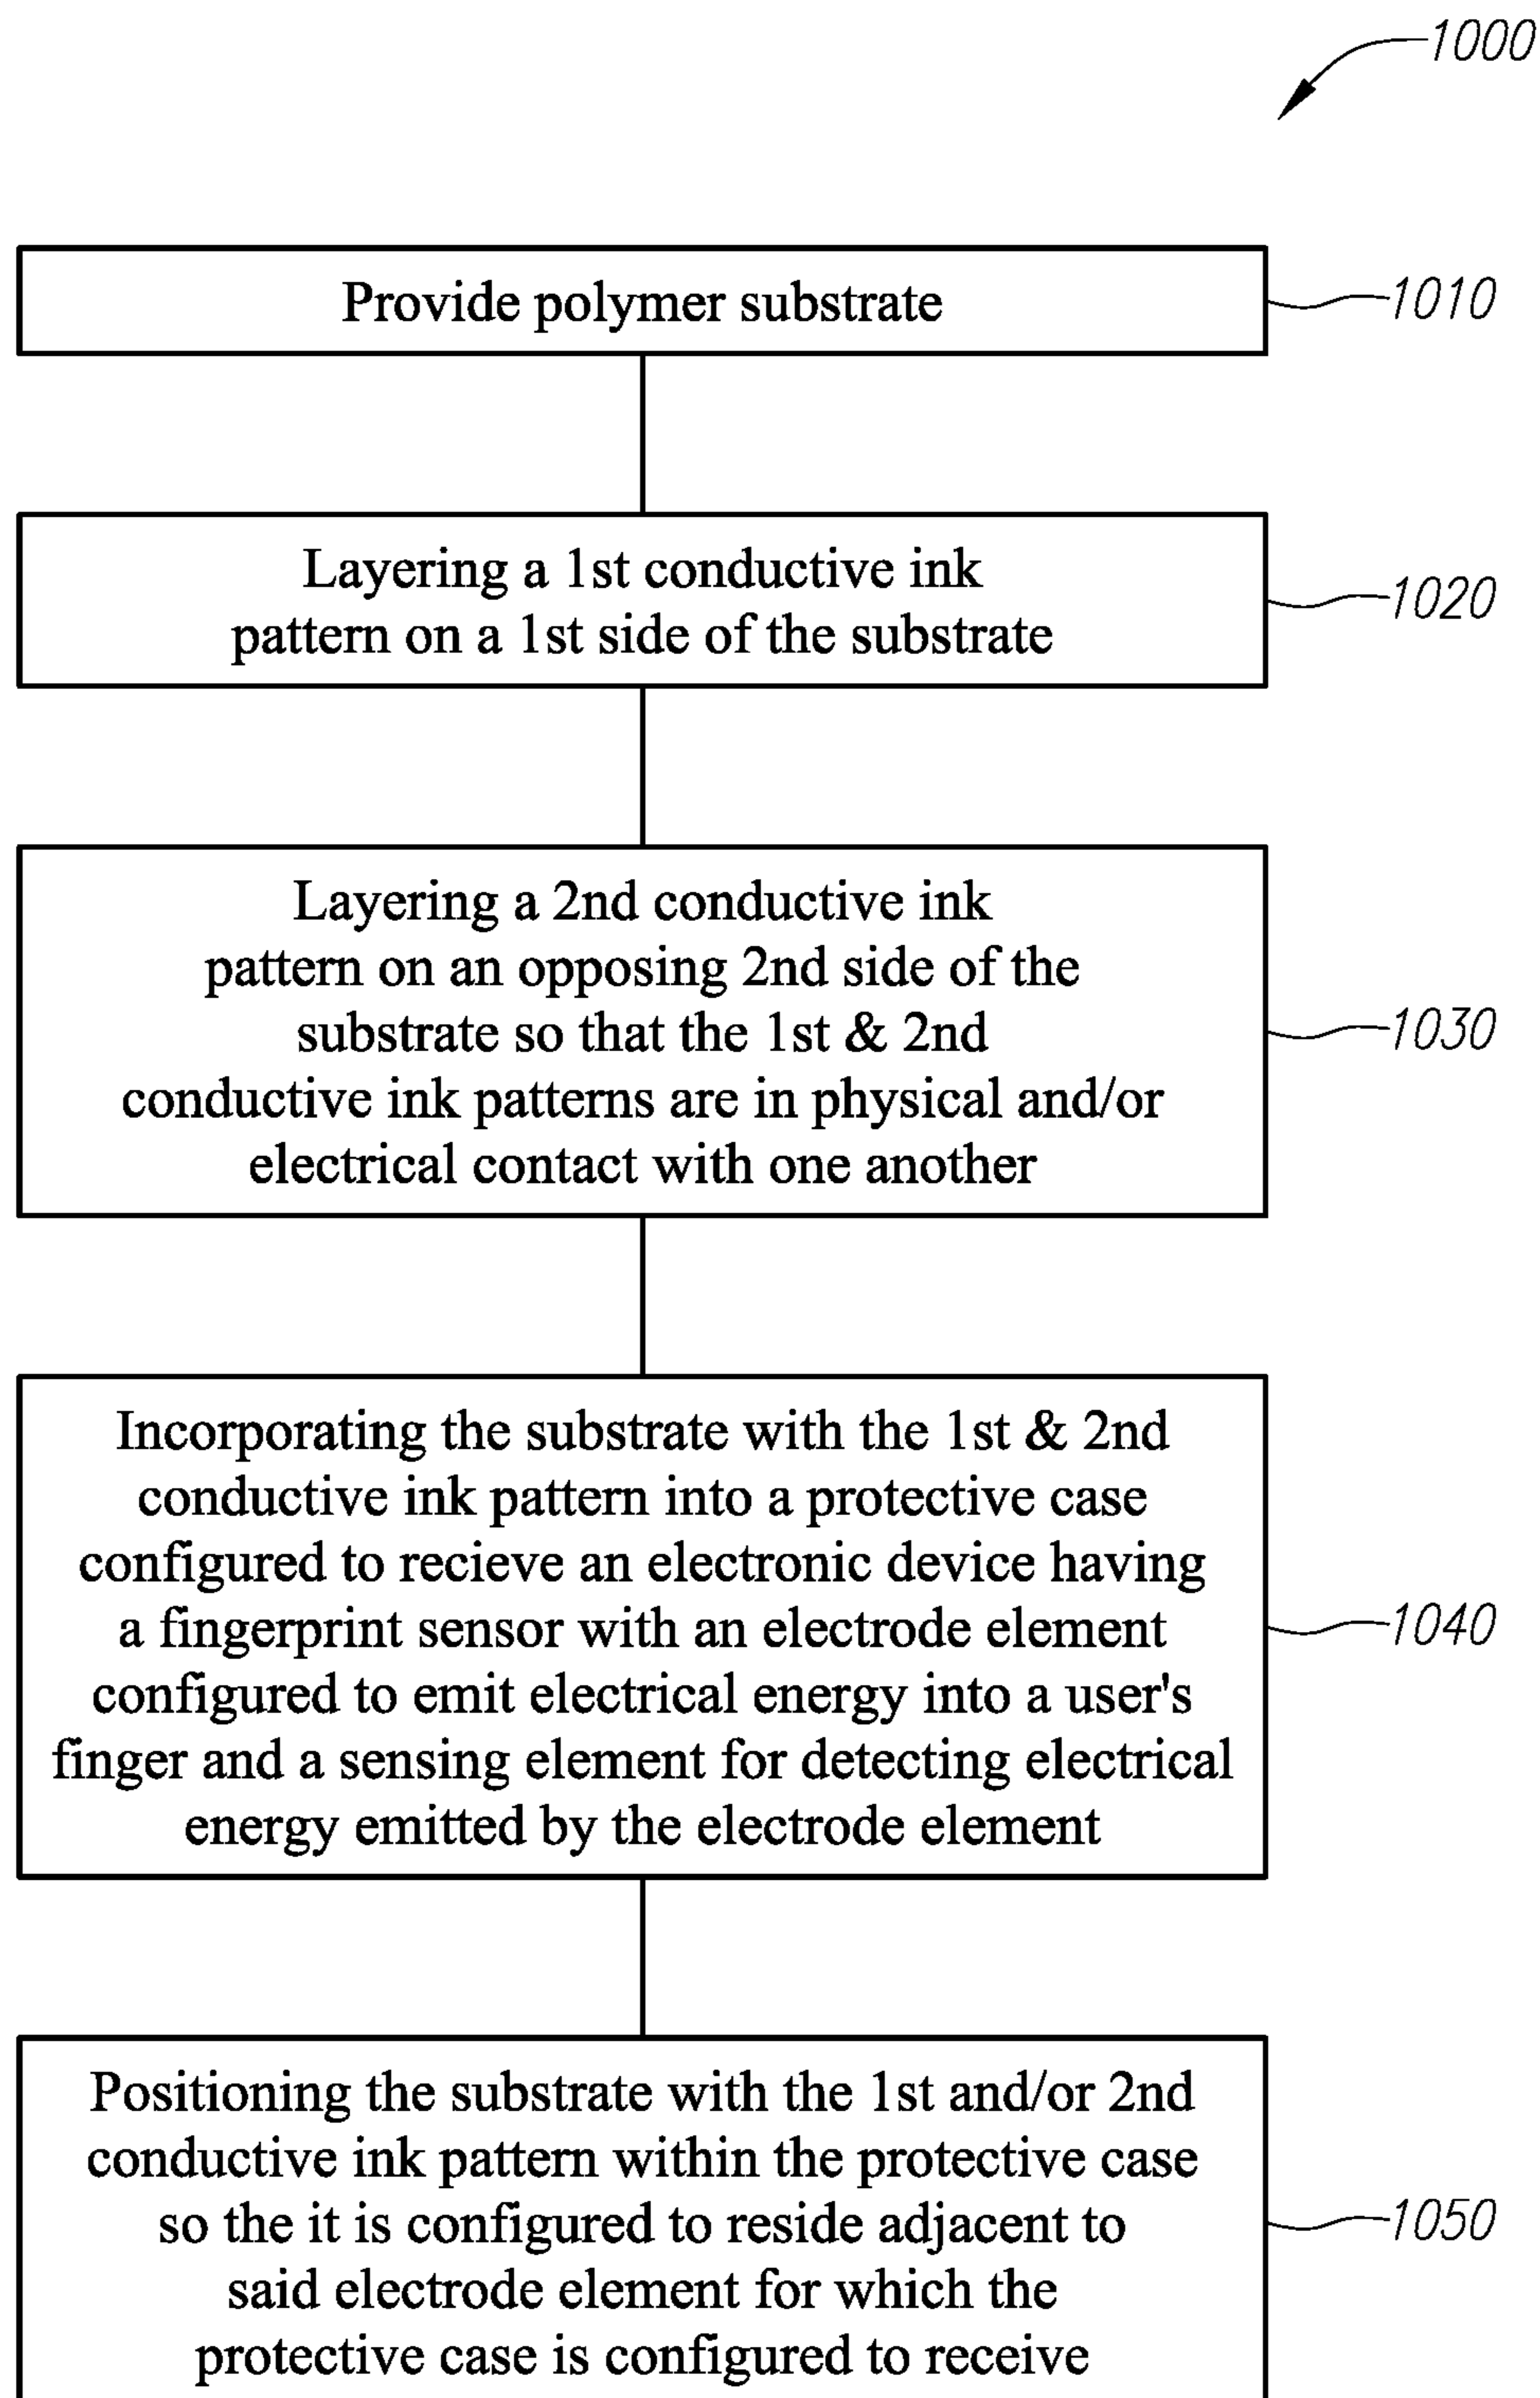 1000
Provide polymer substrate
1010
Layering a 1st conductive ink
pattern on a 1st side of the substrate
1020
Layering a 2nd conductive ink
pattern on an opposing 2nd side of the
substrate so that the 1st & 2nd
conductive ink patterns are in physical and/or
electrical contact with one another
1030
Incorporating the substrate with the 1st & 2nd
conductive ink pattern into a protective case
configured to recieve an electronic device having
a fingerprint sensor with an electrode element
configured to emit electrical energy into a user's
finger and a sensing element for detecting electrical
energy emitted by the electrode element
1040
Positioning the substrate with the 1st and/or 2nd
conductive ink pattern within the protective case
so the it is configured to reside adjacent to
said electrode element for which the
protective case is configured to receive
1050